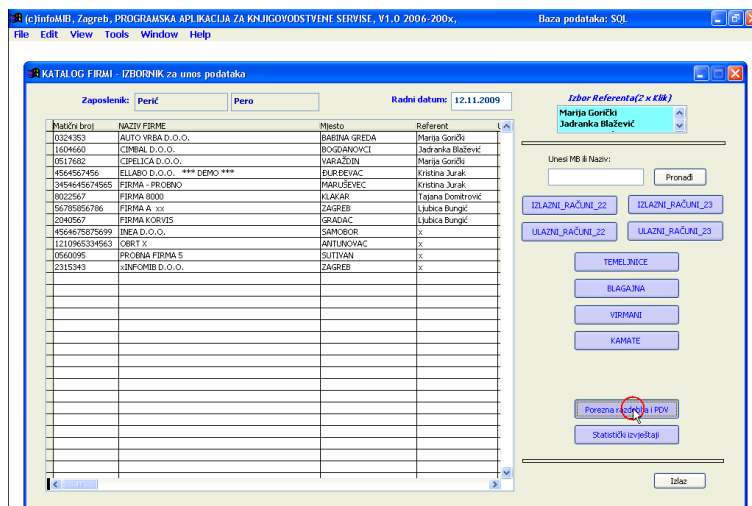 (c)infoMIB, Zagreb, PROGRAMSKA APLIKACIJA ZA KNJIGOVODSTVENE SERVISE, V1.0 2006-200x, Baza podataka: SQL
File Edit View Tools Window Help
KATALOG FIRMI - IZBORNIK za unos podataka
Zaposlenik: Perić Pero Radni datum: 12.11.2009
Izbor Referenta(2 x Klik)
Marija Gorički
Jadranka Blažević
Matični broj NAZIV FIRME Mjesto Referent
0324353 AUTO VRBA D.O.O. BABINA GREDA Marija Gorički
1604660 CIMBAL D.O.O. BOGDANOVCI Jadranka Blažević
0517682 CIPELICA D.O.O. VARAŽDIN Marija Gorički
4564567456 ELLABO D.O.O. *** DEMO *** ĐURĐEVAC Kristina Jurak
3454645674565 FIRMA - PROBNO MARUŠEVEC Kristina Jurak
8022567 FIRMA 8000 KLAKAR Tajana Domitrović
56785856786 FIRMA A xx ZAGREB Ljubica Bungić
2040567 FIRMA KORVIS GRADAC Ljubica Bungić
4564675875699 INEA D.O.O. SAMOBOR x
1210965334563 OBRT X ANTUNOVAC x
0560095 PROBNA FIRMA 5 SUTIVAN x
2315343 xINFOMIB D.O.O. ZAGREB x
Unesi MB ili Naziv:
Pronađi
IZLAZNI_RAČUNI_22 IZLAZNI_RAČUNI_23
ULAZNI_RAČUNI_22 ULAZNI_RAČUNI_23
TEMELJNICE
BLAGAJNA
VIRMANI
KAMATE
Porezna razdoblja i PDV
Statistički izvještaji
Izlaz